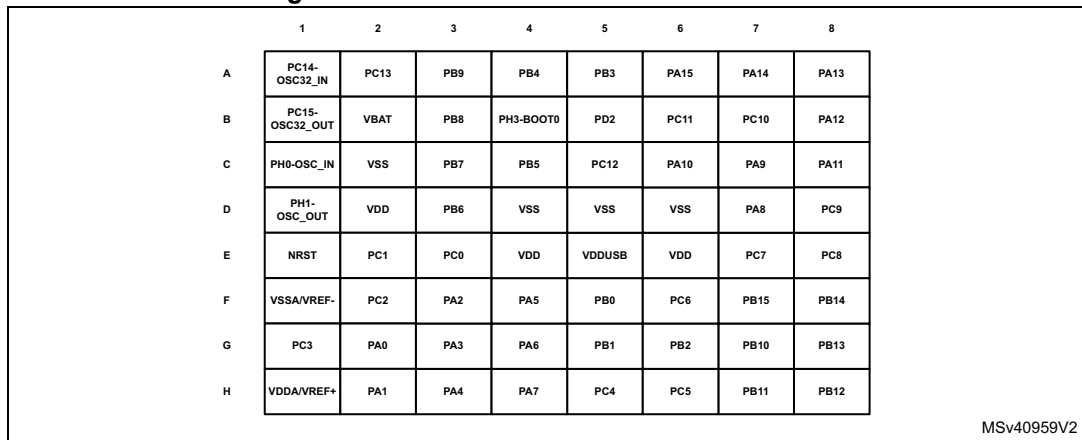 1 2 3 4 5 6 7 8
A PC14-OSC32_IN PC13 PB9 PB4 PB3 PA15 PA14 PA13
B PC15-OSC32_OUT VBAT PB8 PH3-BOOT0 PD2 PC11 PC10 PA12
C PH0-OSC_IN VSS PB7 PB5 PC12 PA10 PA9 PA11
D PH1-OSC_OUT VDD PB6 VSS VSS VSS PA8 PC9
E NRST PC1 PC0 VDD VDDUSB VDD PC7 PC8
F VSSA/VREF- PC2 PA2 PA5 PB0 PC6 PB15 PB14
G PC3 PA0 PA3 PA6 PB1 PB2 PB10 PB13
H VDDA/VREF+ PA1 PA4 PA7 PC4 PC5 PB11 PB12
MSv40959V2